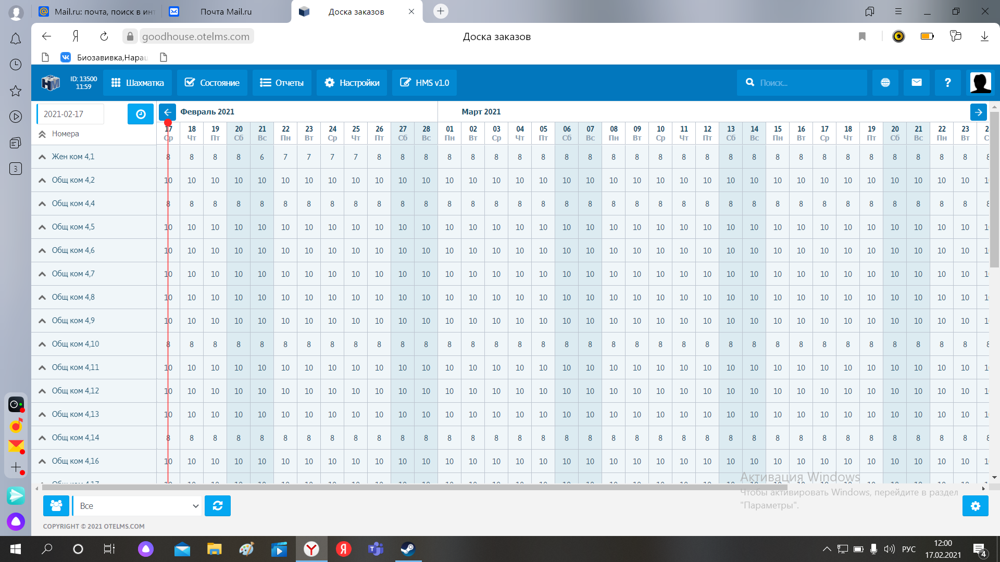 Mail.ru: почта, поиск в инт
Почта Mail.ru
Доска заказов
goodhouse.otelms.com
Доска заказов
Биозавивка,Нараш
ID: 13500
11:59
Шахматка
Состояние
Отчеты
Настройки
HMS v1.0
Поиск...
?
2021-02-17
Февраль 2021
Март 2021
Номера
17 18 19 20 21 22 23 24 25 26 27 28 01 02 03 04 05 06 07 08 09 10 11 12 13 14 15 16 17 18 19 20 21 22 23 2
Ср Чт Пт Сб Вс Пн Вт Ср Чт Пт Сб Вс Пн Вт Ср Чт Пт Сб Вс Пн Вт Ср Чт Пт Сб Вс Пн Вт Ср Чт Пт Сб Вс Пн Вт С
Жен ком 4,1 8 8 8 8 6 7 7 7 7 8 8 8 8 8 8 8 8 8 8 8 8 8 8 8 8 8 8 8 8 8 8 8 8 8 8 8
Общ ком 4,2 10 10 10 10 10 10 10 10 10 10 10 10 10 10 10 10 10 10 10 10 10 10 10 10 10 10 10 10 10 10 10 10 10 10 10 1
Общ ком 4,4 8 8 8 8 8 8 8 8 8 8 8 8 8 8 8 8 8 8 8 8 8 8 8 8 8 8 8 8 8 8 8 8 8 8 8 8
Общ ком 4,5 10 10 10 10 10 10 10 10 10 10 10 10 10 10 10 10 10 10 10 10 10 10 10 10 10 10 10 10 10 10 10 10 10 10 10 1
Общ ком 4,6 10 10 10 10 10 10 10 10 10 10 10 10 10 10 10 10 10 10 10 10 10 10 10 10 10 10 10 10 10 10 10 10 10 10 10 1
Общ ком 4,7 10 10 10 10 10 10 10 10 10 10 10 10 10 10 10 10 10 10 10 10 10 10 10 10 10 10 10 10 10 10 10 10 10 10 10 1
Общ ком 4,8 10 10 10 10 10 10 10 10 10 10 10 10 10 10 10 10 10 10 10 10 10 10 10 10 10 10 10 10 10 10 10 10 10 10 10 1
Общ ком 4,9 10 10 10 10 10 10 10 10 10 10 10 10 10 10 10 10 10 10 10 10 10 10 10 10 10 10 10 10 10 10 10 10 10 10 10 1
Общ ком 4,10 8 8 8 8 8 8 8 8 8 8 8 8 8 8 8 8 8 8 8 8 8 8 8 8 8 8 8 8 8 8 8 8 8 8 8 8
Общ ком 4,11 10 10 10 10 10 10 10 10 10 10 10 10 10 10 10 10 10 10 10 10 10 10 10 10 10 10 10 10 10 10 10 10 10 10 10 1
Общ ком 4,12 10 10 10 10 10 10 10 10 10 10 10 10 10 10 10 10 10 10 10 10 10 10 10 10 10 10 10 10 10 10 10 10 10 10 10 1
Общ ком 4,13 10 10 10 10 10 10 10 10 10 10 10 10 10 10 10 10 10 10 10 10 10 10 10 10 10 10 10 10 10 10 10 10 10 10 10 1
Общ ком 4,14 8 8 8 8 8 8 8 8 8 8 8 8 8 8 8 8 8 8 8 8 8 8 8 8 8 8 8 8 8 8 8 8 8 8 8 8
Общ ком 4,16 10 10 10 10 10 10 10 10 10 10 10 10 10 10 10 10 10 10 10 10 10 10 10 10 10 10 10 10 10 10 10 10 10 10 10 1
3
Активация Windows
Чтобы активировать Windows, перейдите в раздел
"Параметры".
Все
COPYRIGHT © 2021 OTELMS.COM
РУС
12:00
17.02.2021
4